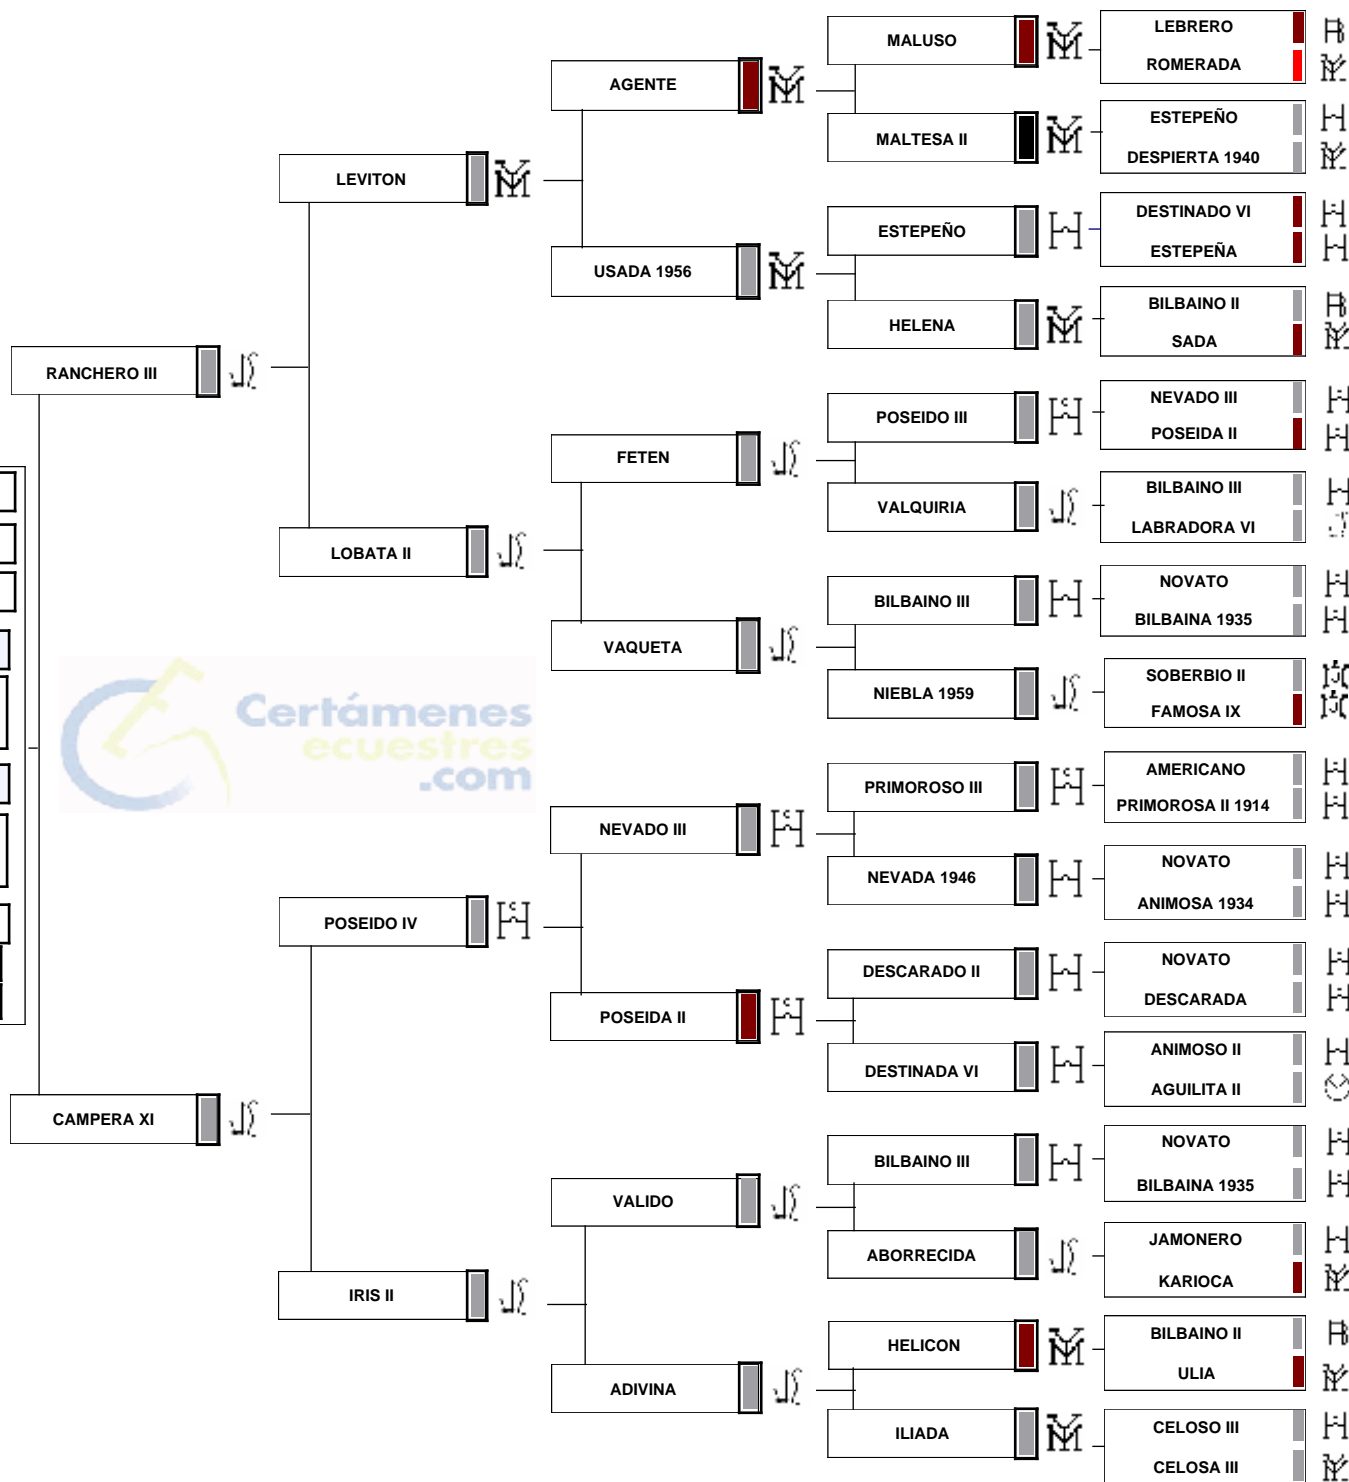 RANCHERO III
CAMPERA XI
LEVITON
LOBATA II
POSEIDO IV
IRIS II
AGENTE
USADA 1956
FETEN
VAQUETA
NEVADO III
POSEIDA II
VALIDO
ADIVINA
MALUSO
MALTESA II
ESTEPEÑO
HELENA
POSEIDO III
VALQUIRIA
BILBAINO III
NIEBLA 1959
PRIMOROSO III
NEVADA 1946
DESCARADO II
DESTINADA VI
BILBAINO III
ABORRECIDA
HELICON
ILIADA
LEBRERO
ROMERADA
ESTEPEÑO
DESPIERTA 1940
DESTINADO VI
ESTEPEÑA
BILBAINO II
SADA
NEVADO III
POSEIDA II
BILBAINO III
LABRADORA VI
NOVATO
BILBAINA 1935
SOBERBIO II
FAMOSA IX
AMERICANO
PRIMOROSA II 1914
NOVATO
ANIMOSA 1934
NOVATO
DESCARADA
ANIMOSO II
AGUILITA II
NOVATO
BILBAINA 1935
JAMONERO
KARIOCA
BILBAINO II
ULIA
CELOSO III
CELOSA III
Certámenes
ecuestres
.com